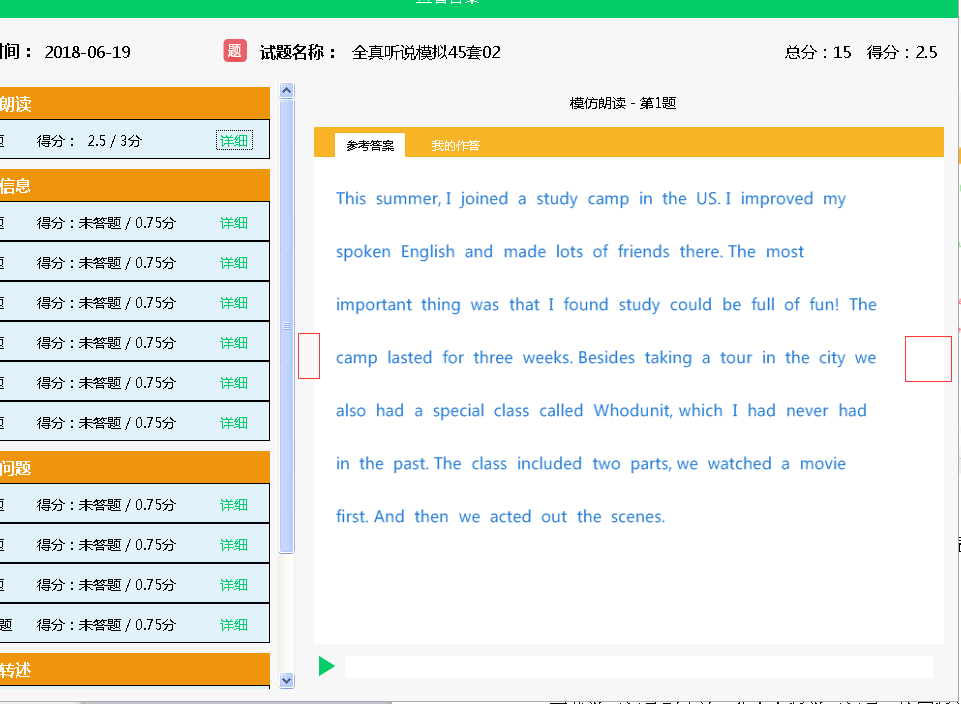 间： 2018-06-19 题 试题名称： 全真听说模拟45套02 总分：15 得分：2.5
朗读
题 得分： 2.5 / 3分 详细
信息
题 得分：未答题 / 0.75分 详细
题 得分：未答题 / 0.75分 详细
题 得分：未答题 / 0.75分 详细
题 得分：未答题 / 0.75分 详细
题 得分：未答题 / 0.75分 详细
题 得分：未答题 / 0.75分 详细
问题
题 得分：未答题 / 0.75分 详细
题 得分：未答题 / 0.75分 详细
题 得分：未答题 / 0.75分 详细
题 得分：未答题 / 0.75分 详细
转述
模仿朗读 - 第1题
参考答案 我的作答
This summer, I joined a study camp in the US. I improved my
spoken English and made lots of friends there. The most
important thing was that I found study could be full of fun! The
camp lasted for three weeks. Besides taking a tour in the city we
also had a special class called Whodunit, which I had never had
in the past. The class included two parts, we watched a movie
first. And then we acted out the scenes.